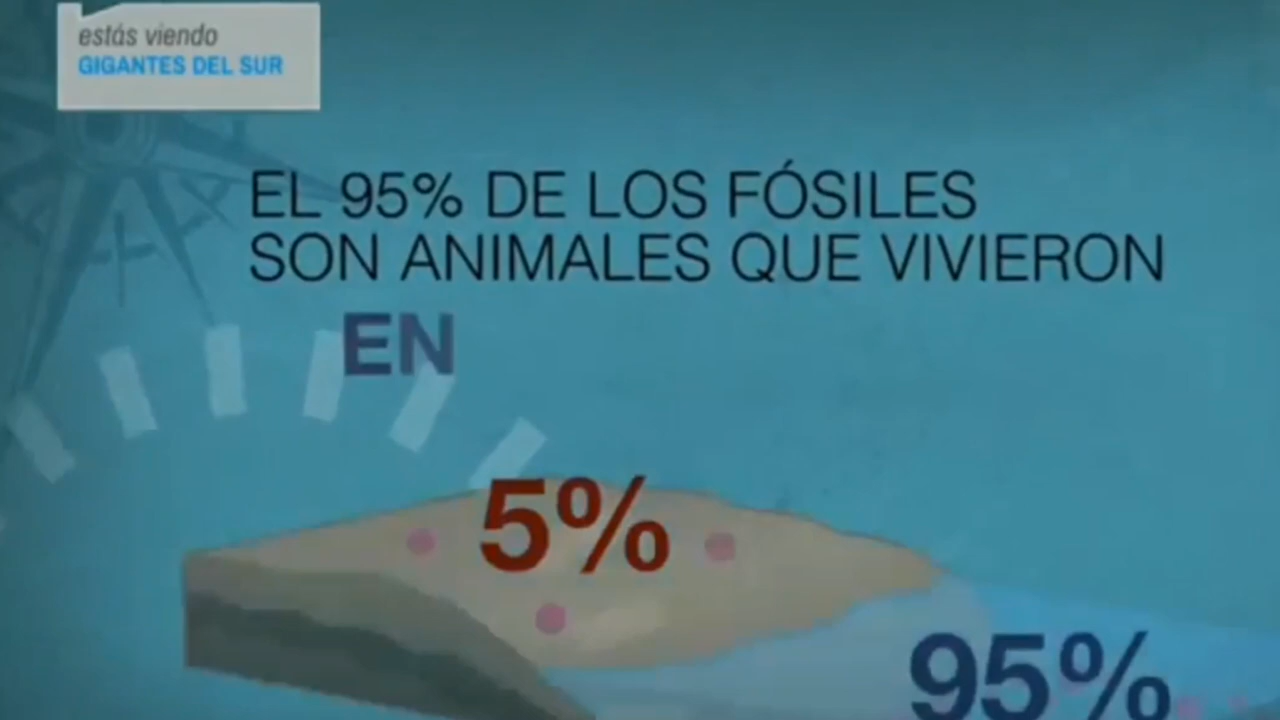 estás viendo
GIGANTES DEL SUR
EL 95% DE LOS FÓSILES
SON ANIMALES QUE VIVIERON
EN
5%
95%